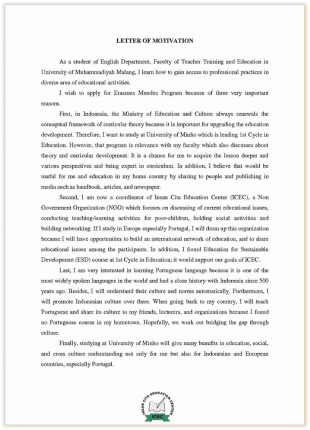 LETTER OF MOTIVATION
As a student of English Department, Faculty of Teacher Training and Education in
University of Muhammadiyah Malang, I learn how to gain access to professional practices in
diverse area of educational activities.
I wish to apply for Erasmus Mundus Program because of three very important
reasons.
First, in Indonesia, the Ministry of Education and Culture always renewals the
conceptual framework of curricular theory because it is important for upgrading the education
development. Therefore, I want to study at University of Minho which is leading 1st Cycle in
Education. However, that program is relevance with my faculty which also discusses about
theory and curricular development. It is a chance for me to acquire the lesson deeper and
various perspectives and being expert in curriculum. In addition, I believe that would be
useful for me and education in my home country by sharing to people and publishing in
media such as handbook, articles, and newspaper.
Second, I am now a coordinator of Insan Cita Education Center (ICEC), a Non
Government Organization (NGO) which focuses on discussing of current educational issues,
conducting teaching-learning activities for poor-children, holding social activities and
building networking. If I study in Europe especially Portugal, I will drum up this organization
because I will have opportunities to build an international network of education, and to share
educational issues among the participants. In addition, I found Education for Sustainable
Development (ESD) course at 1st Cycle in Education; it would support our goals of ICEC.
Last, I am very interested in learning Portuguese language because it is one of the
most widely spoken languages in the world and had a close history with Indonesia since 500
years ago. Besides, I will understand their culture and norms automatically. Furthermore, I
will promote Indonesian culture over there. When going back to my country, I will teach
Portuguese and share its culture to my friends, lecturers, and organizations because I found
no Portuguese course in my hometown. Hopefully, we work out bridging the gap through
culture.
Finally, studying at University of Minho will give many benefits in education, social,
and cross culture understanding not only for me but also for Indonesian and European
countries, especially Portugal.
INSAN CITA EDUCATION CENTER
ICEC